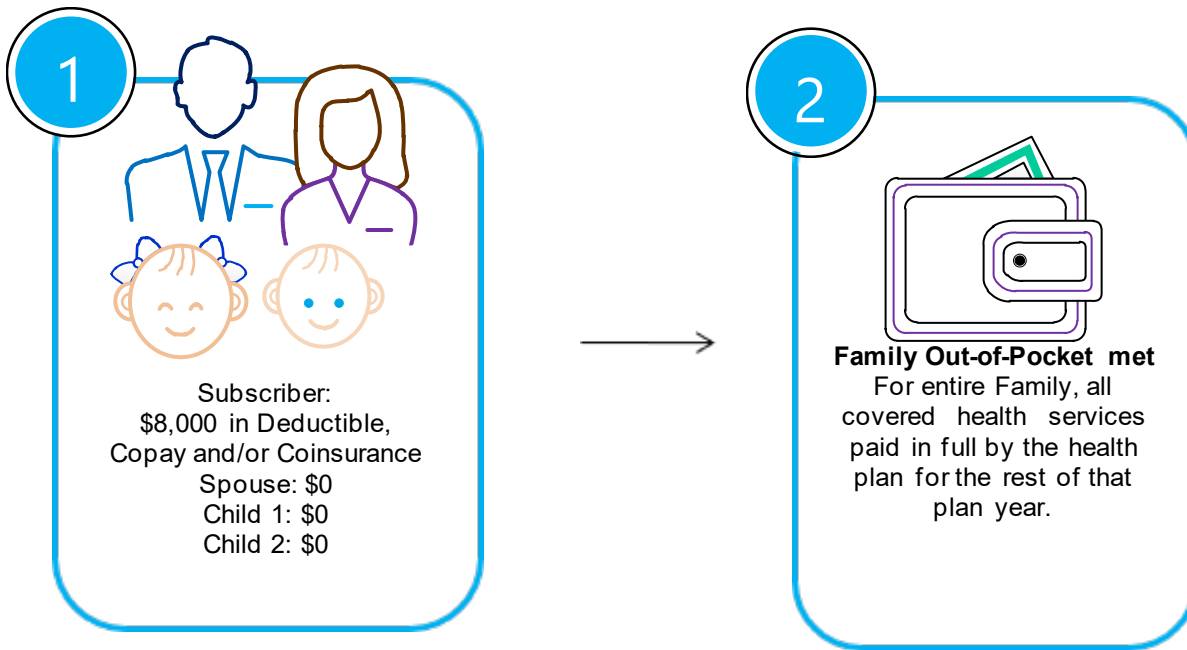 1
Subscriber:
$8,000 in Deductible,
Copay and/or Coinsurance
Spouse: $0
Child 1: $0
Child 2: $0
2
Family Out-of-Pocket met
For entire Family, all
covered health services
paid in full by the health
plan for the rest of that
plan year.